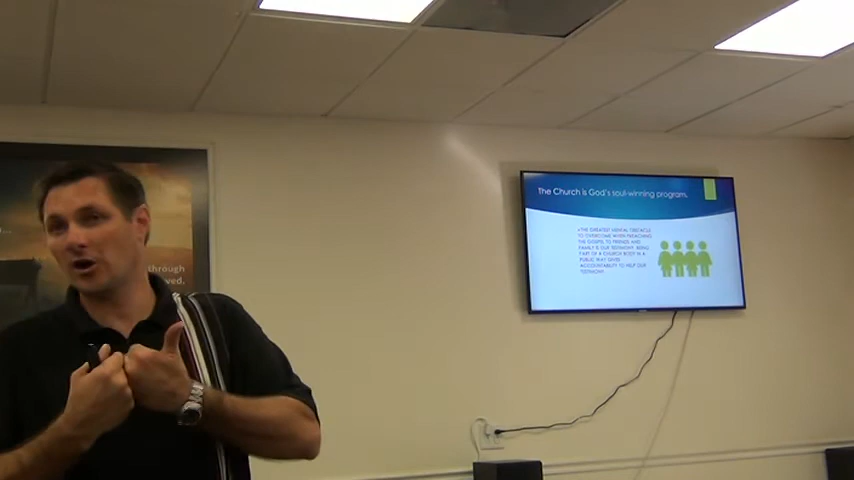 The Church is God's soul-winning program.
THE GREATEST MENTAL OBSTACLE
TO OVERCOME WHEN PREACHING
THE GOSPEL TO FRIENDS AND
FAMILY IS OUR TESTIMONY. BEING
PART OF A CHURCH BODY IN A
PUBLIC WAY GIVES
ACCOUNTABILITY TO HELP OUR
TESTIMONY.
through